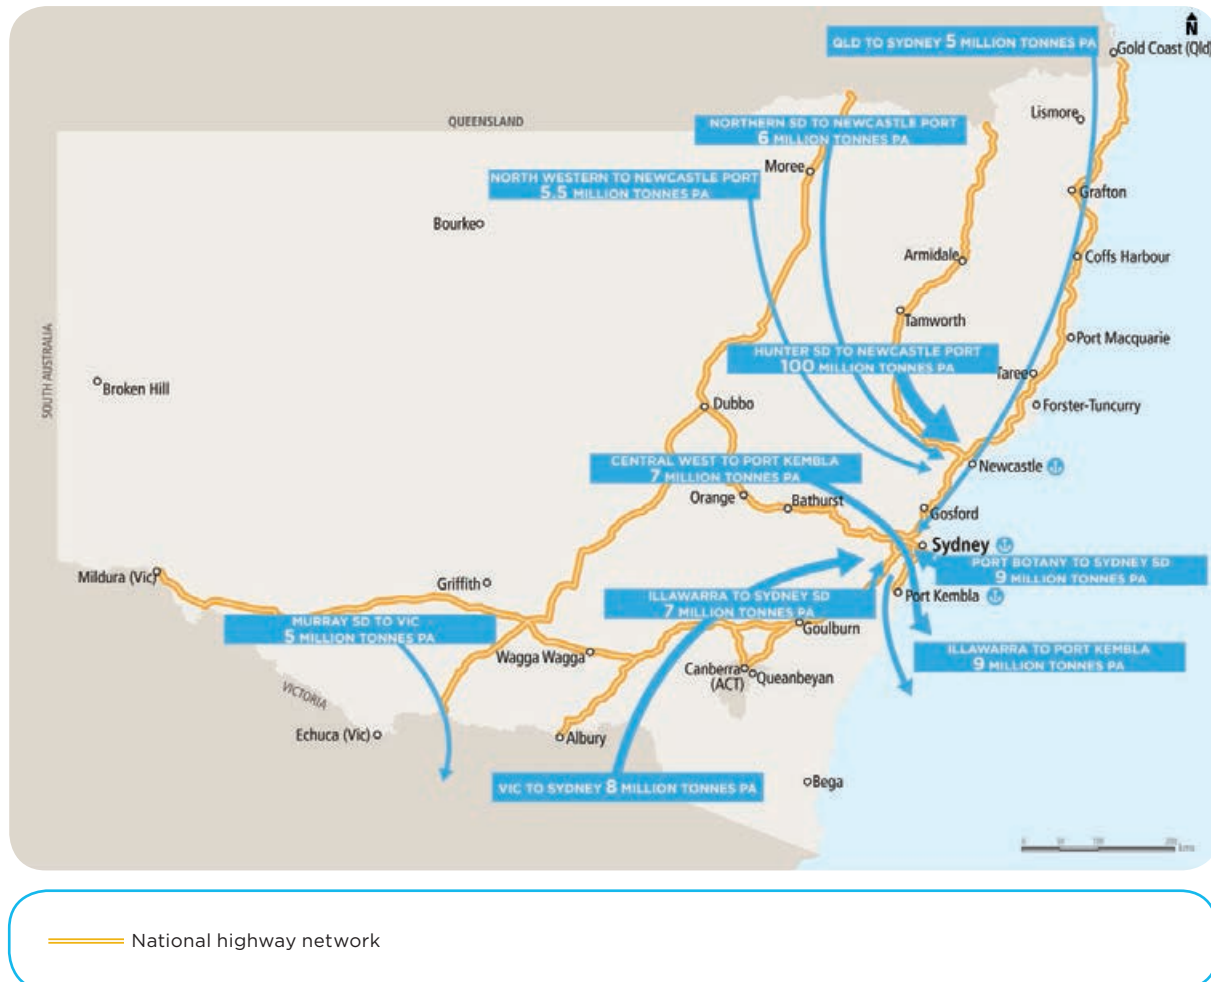 N
QLD TO SYDNEY 5 MILLION TONNES PA
Gold Coast (Qld)
Lismore
QUEENSLAND
NORTHERN SD TO NEWCASTLE PORT
6 MILLION TONNES PA
Moree
NORTH WESTERN TO NEWCASTLE PORT
5.5 MILLION TONNES PA
Grafton
Bourke
Armidale
Coffs Harbour
Tamworth
Port Macquarie
HUNTER SD TO NEWCASTLE PORT
100 MILLION TONNES PA
Taree
SOUTH AUSTRALIA
Broken Hill
Dubbo
Forster-Tuncurry
CENTRAL WEST TO PORT KEMBLA
7 MILLION TONNES PA
Newcastle
Orange
Bathurst
Gosford
Sydney
PORT BOTANY TO SYDNEY SD
9 MILLION TONNES PA
Mildura (Vic)
Griffith
ILLAWARRA TO SYDNEY SD
7 MILLION TONNES PA
Port Kembla
MURRAY SD TO VIC
5 MILLION TONNES PA
Goulburn
Wagga Wagga
ILLAWARRA TO PORT KEMBLA
9 MILLION TONNES PA
Canberra
(ACT)
Queanbeyan
VICTORIA
Echuca (Vic)
Albury
VIC TO SYDNEY 8 MILLION TONNES PA
Bega
kms
National highway network